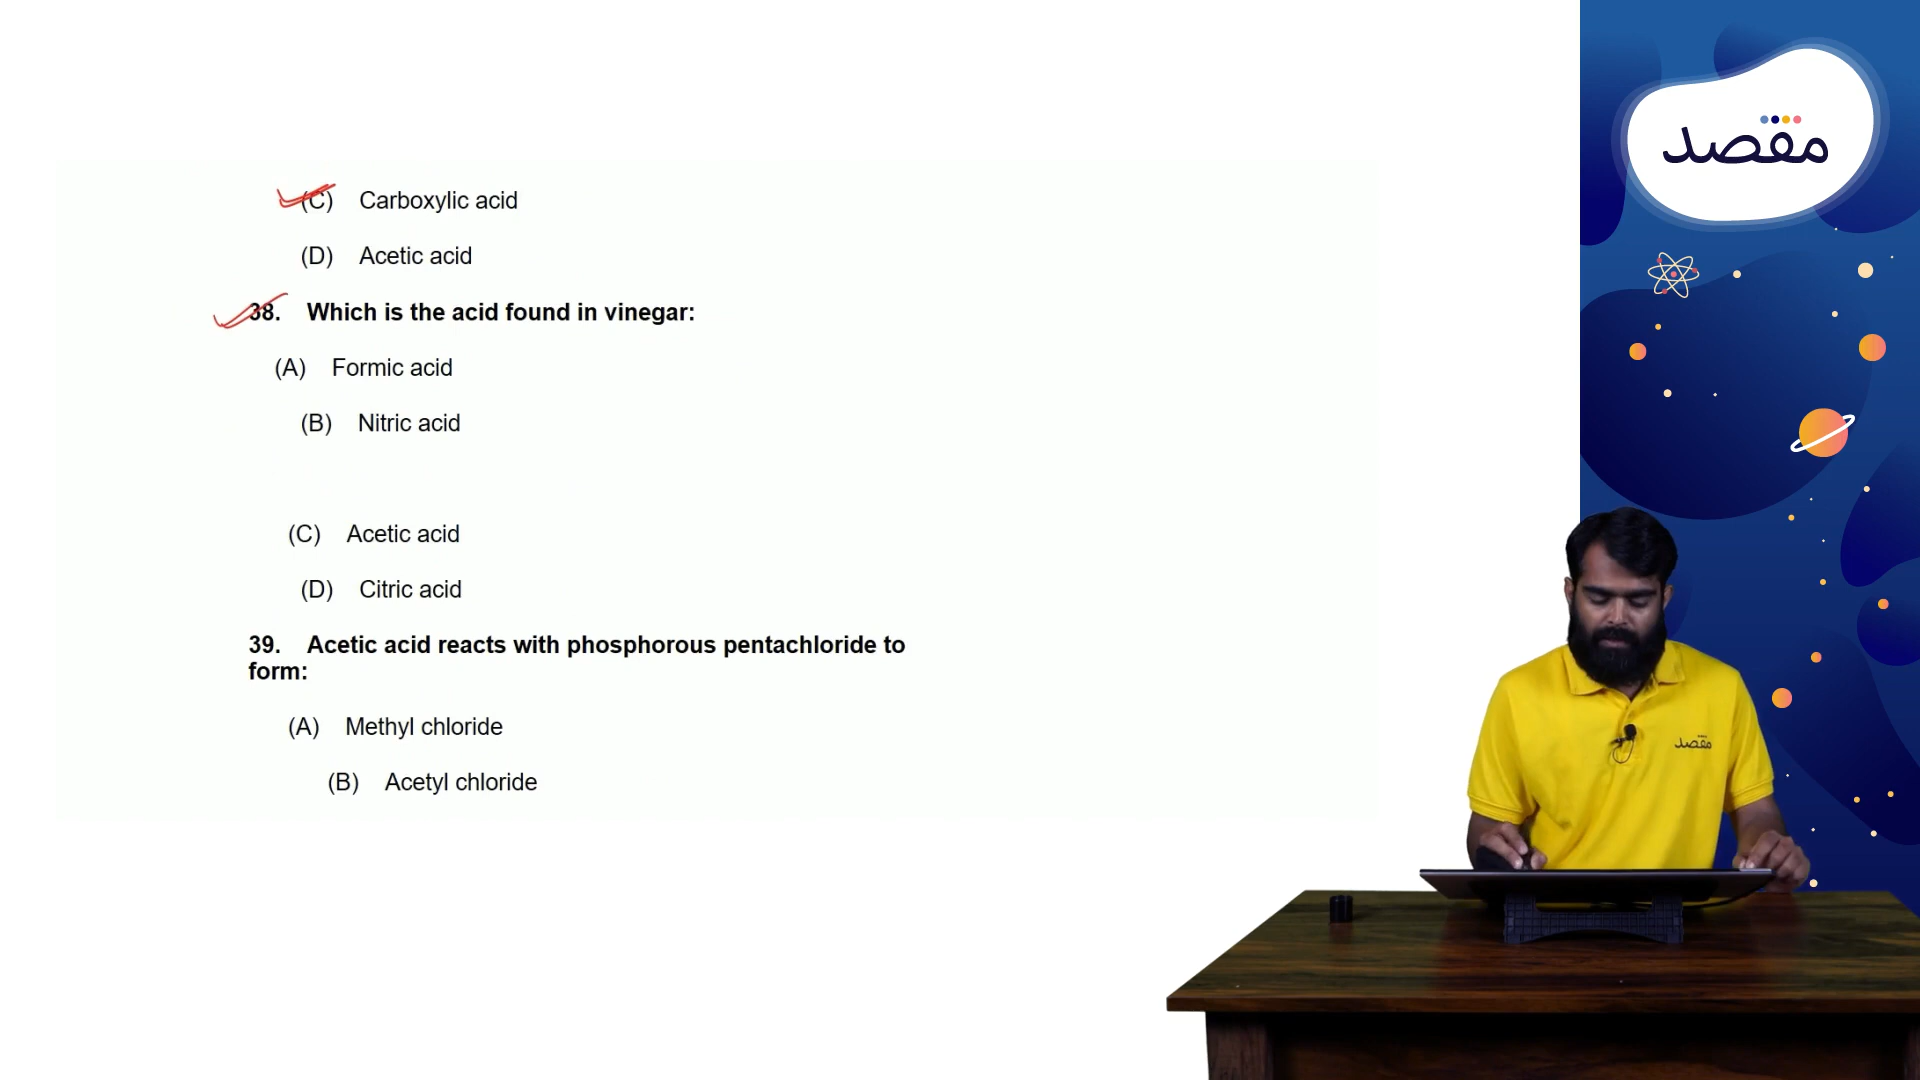 (C) Carboxylic acid
(D) Acetic acid
38. Which is the acid found in vinegar:
(A) Formic acid
(B) Nitric acid
(C) Acetic acid
(D) Citric acid
39. Acetic acid reacts with phosphorous pentachloride to
form:
(A) Methyl chloride
(B) Acetyl chloride
مقصد
مقصد